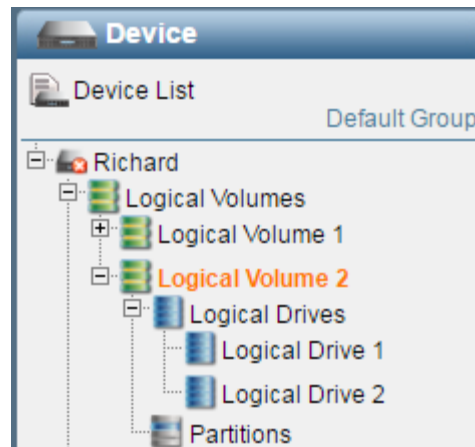 Device
Device List
Default Group
Richard
Logical Volumes
Logical Volume 1
Logical Volume 2
Logical Drives
Logical Drive 1
Logical Drive 2
Partitions